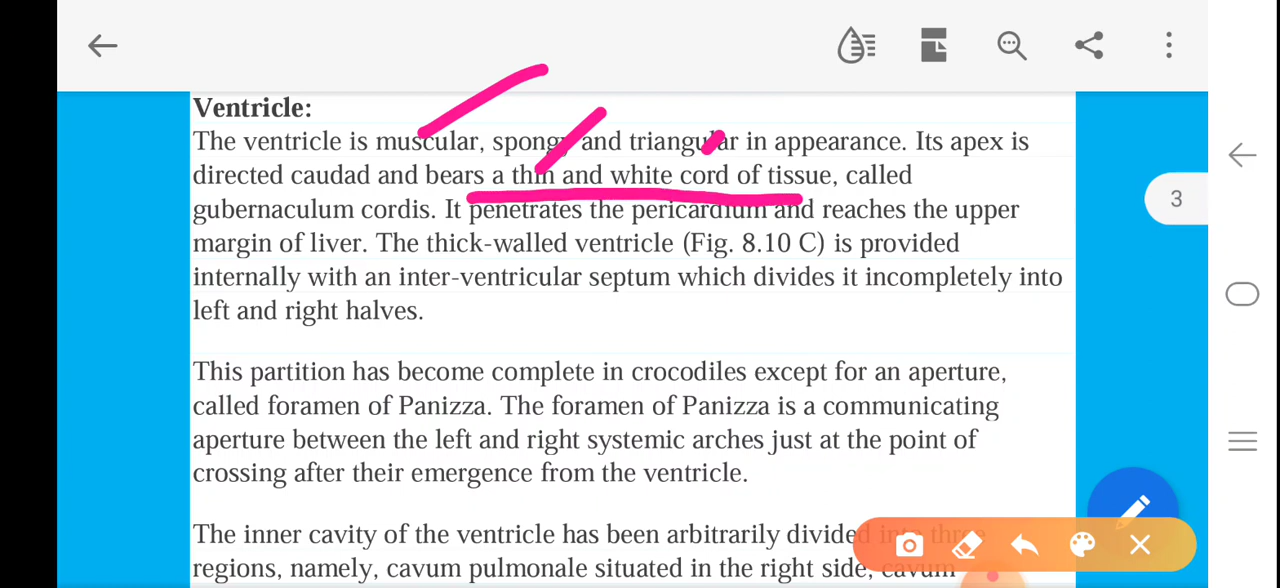 3
Ventricle:
The ventricle is muscular, spongy and triangular in appearance. Its apex is
directed caudad and bears a thin and white cord of tissue, called
gubernaculum cordis. It penetrates the pericardium and reaches the upper
margin of liver. The thick-walled ventricle (Fig. 8.10 C) is provided
internally with an inter-ventricular septum which divides it incompletely into
left and right halves.
This partition has become complete in crocodiles except for an aperture,
called foramen of Panizza. The foramen of Panizza is a communicating
aperture between the left and right systemic arches just at the point of
crossing after their emergence from the ventricle.
The inner cavity of the ventricle has been arbitrarily divided into three
regions, namely, cavum pulmonale situated in the right side, cavum